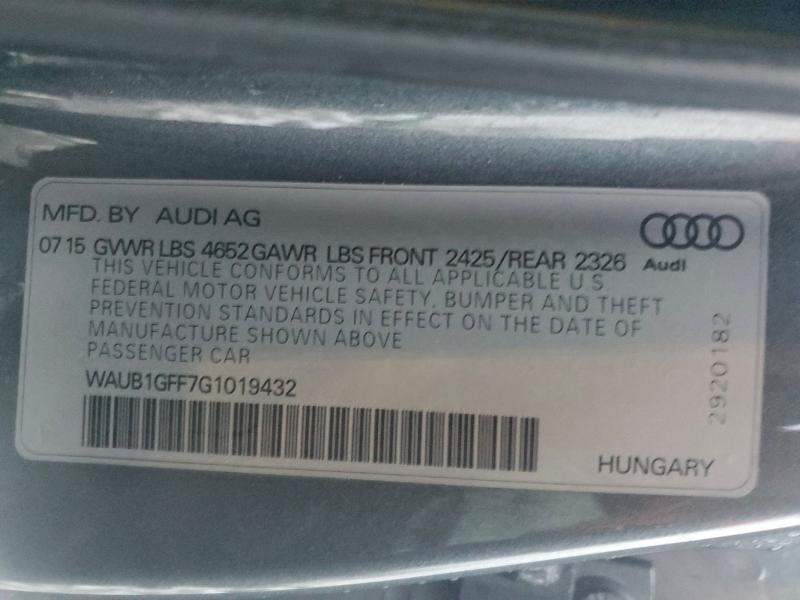 MFD. BY AUDI AG
0715 GVWR LBS 4652 GAWR LBS FRONT 2425/REAR 2326
Audi
THIS VEHICLE CONFORMS TO ALL APPLICABLE U.S.
FEDERAL MOTOR VEHICLE SAFETY, BUMPER AND THEFT
PREVENTION STANDARDS IN EFFECT ON THE DATE OF
MANUFACTURE SHOWN ABOVE
PASSENGER CAR
WAUB1GFF7G1019432
HUNGARY
2920182